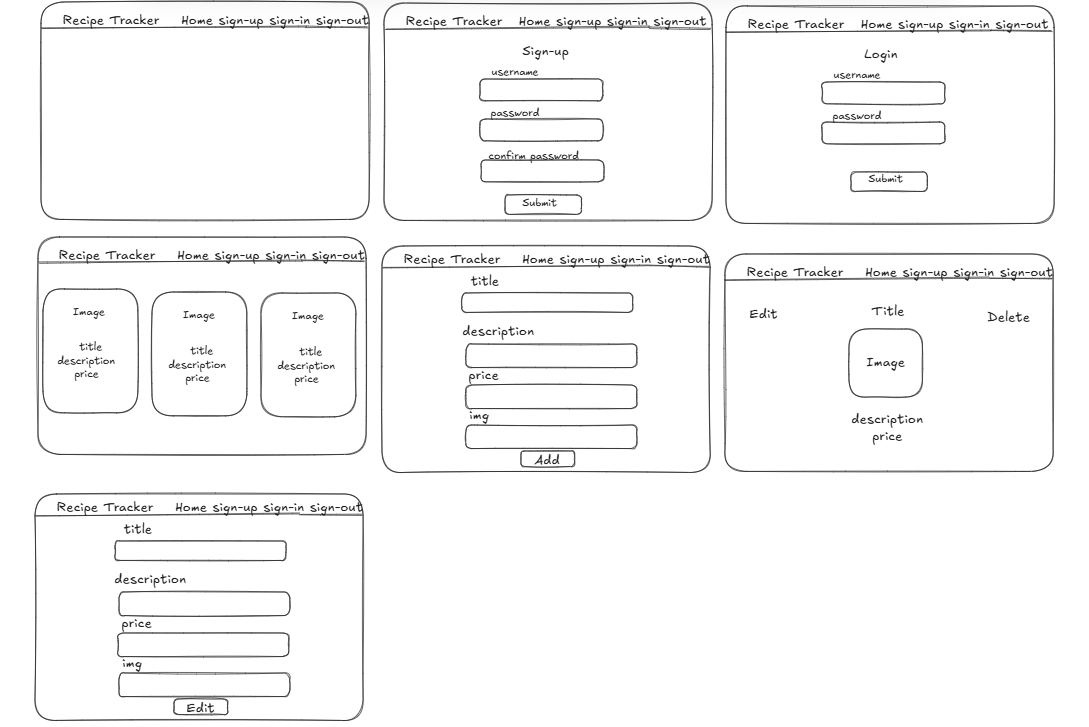 Recipe Tracker Home sign-up sign-in sign-out
Recipe Tracker Home sign-up sign-in sign-out
Sign-up
username
password
confirm password
Submit
Recipe Tracker Home sign-up sign-in sign-out
Login
username
password
Submit
Recipe Tracker Home sign-up sign-in sign-out
Image
title
description
price
Image
title
description
price
Image
title
description
price
Recipe Tracker Home sign-up sign-in sign-out
title
description
price
img
Add
Recipe Tracker Home sign-up sign-in sign-out
Edit Title Delete
Image
description
price
Recipe Tracker Home sign-up sign-in sign-out
title
description
price
img
Edit